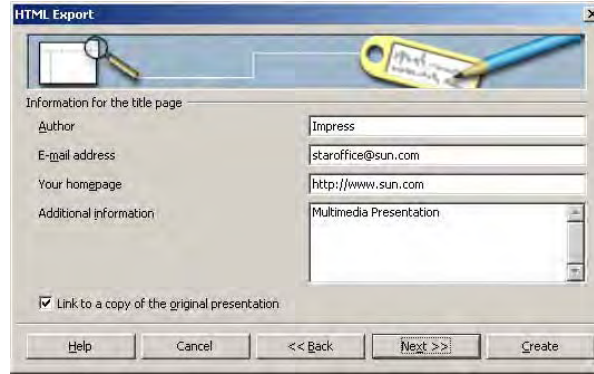 HTML Export
Information for the title page
Author
Impress
E-mail address
staroffice@sun.com
Your homepage
http://www.sun.com
Additional information
Multimedia Presentation
Link to a copy of the original presentation
Help
Cancel
<< Back
Next >>
Create